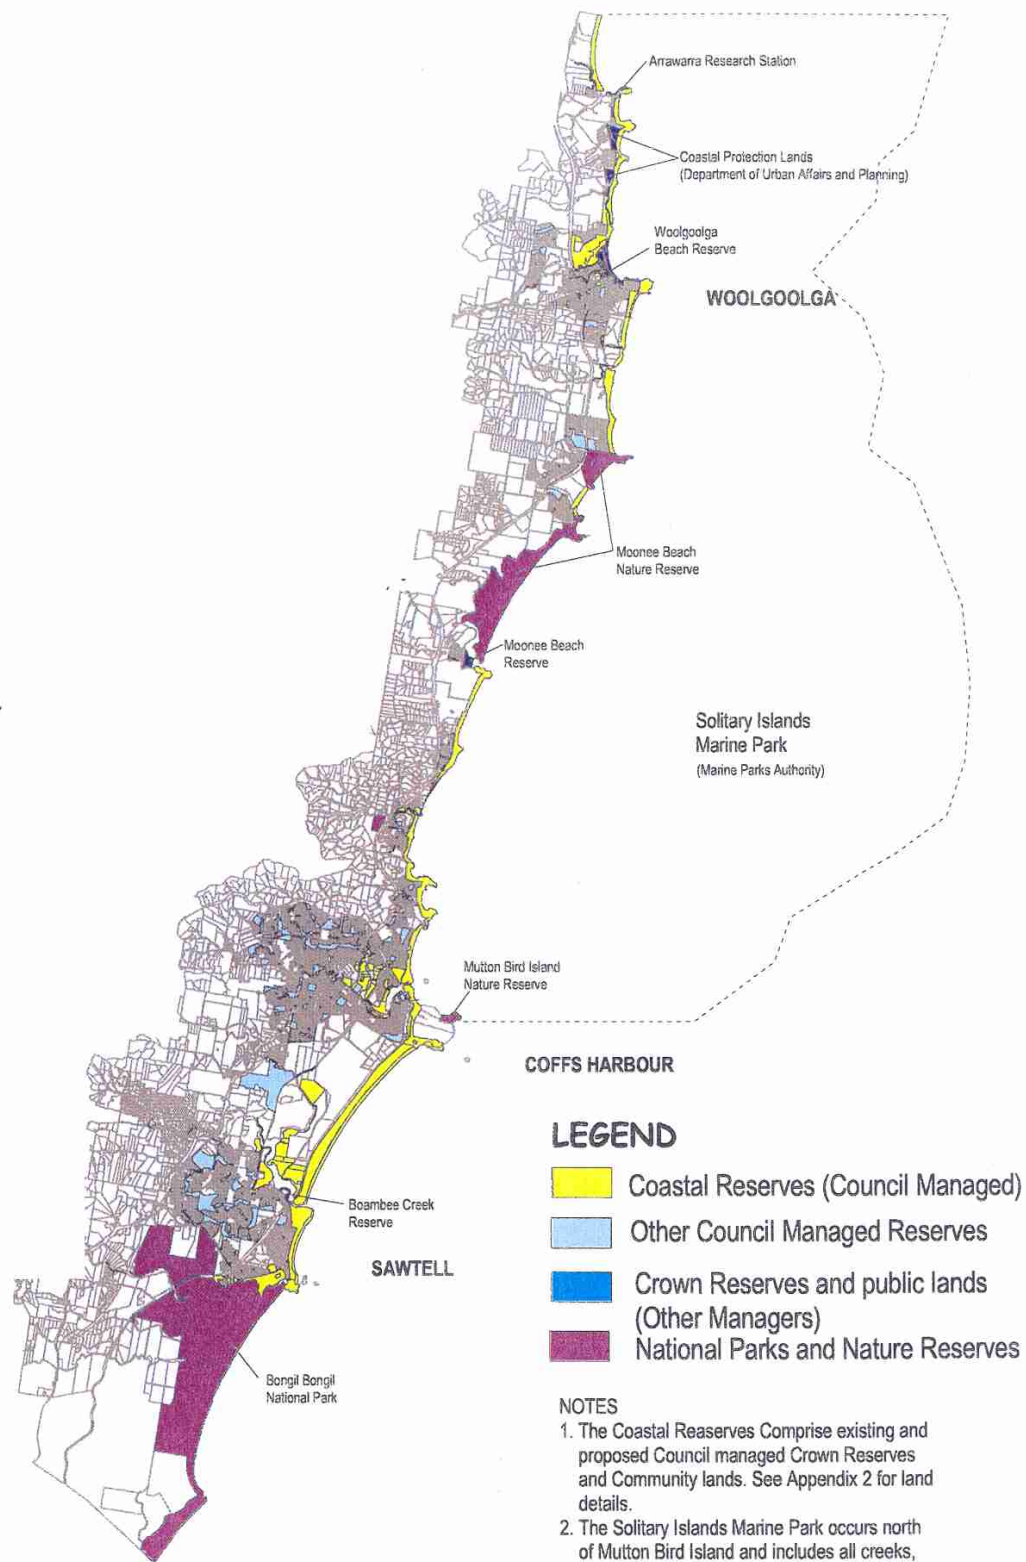 Arrawarra Research Station
Coastal Protection Lands
(Department of Urban Affairs and Planning)
Woolgoolga
Beach Reserve
WOOLGOOLGA
Moonee Beach
Nature Reserve
Moonee Beach
Reserve
Solitary Islands
Marine Park
(Marine Parks Authority)
Mutton Bird Island
Nature Reserve
COFFS HARBOUR
Boambee Creek
Reserve
SAWTELL
Bongil Bongil
National Park
LEGEND
Coastal Reserves (Council Managed)
Other Council Managed Reserves
Crown Reserves and public lands
(Other Managers)
National Parks and Nature Reserves
NOTES
1. The Coastal Reaserves Comprise existing and
proposed Council managed Crown Reserves
and Community lands. See Appendix 2 for land
details.
2. The Solitary Islands Marine Park occurs north
of Mutton Bird Island and includes all creeks,